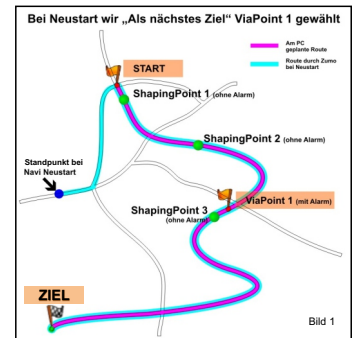 Bei Neustart wir „Als nächstes Ziel“ ViaPoint 1 gewählt
Am PC
geplante Route
Route durch Zumo
bei Neustart
START
ShapingPoint 1 (ohne Alarm)
ShapingPoint 2 (ohne Alarm)
Standpunkt bei
Navi Neustart
ViaPoint 1 (mit Alarm)
ShapingPoint 3
(ohne Alarm)
ZIEL
Bild 1